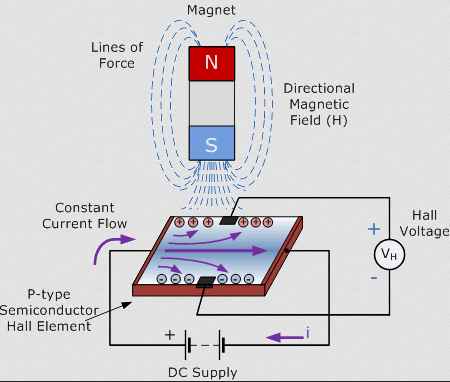 Magnet
Lines of
Force
N
Directional
Magnetic
Field (H)
S
Constant
Current Flow
+ + + + + +
Hall
Voltage
+
VH
-
- - - - - -
P-type
Semiconductor
Hall Element
+
i
DC Supply